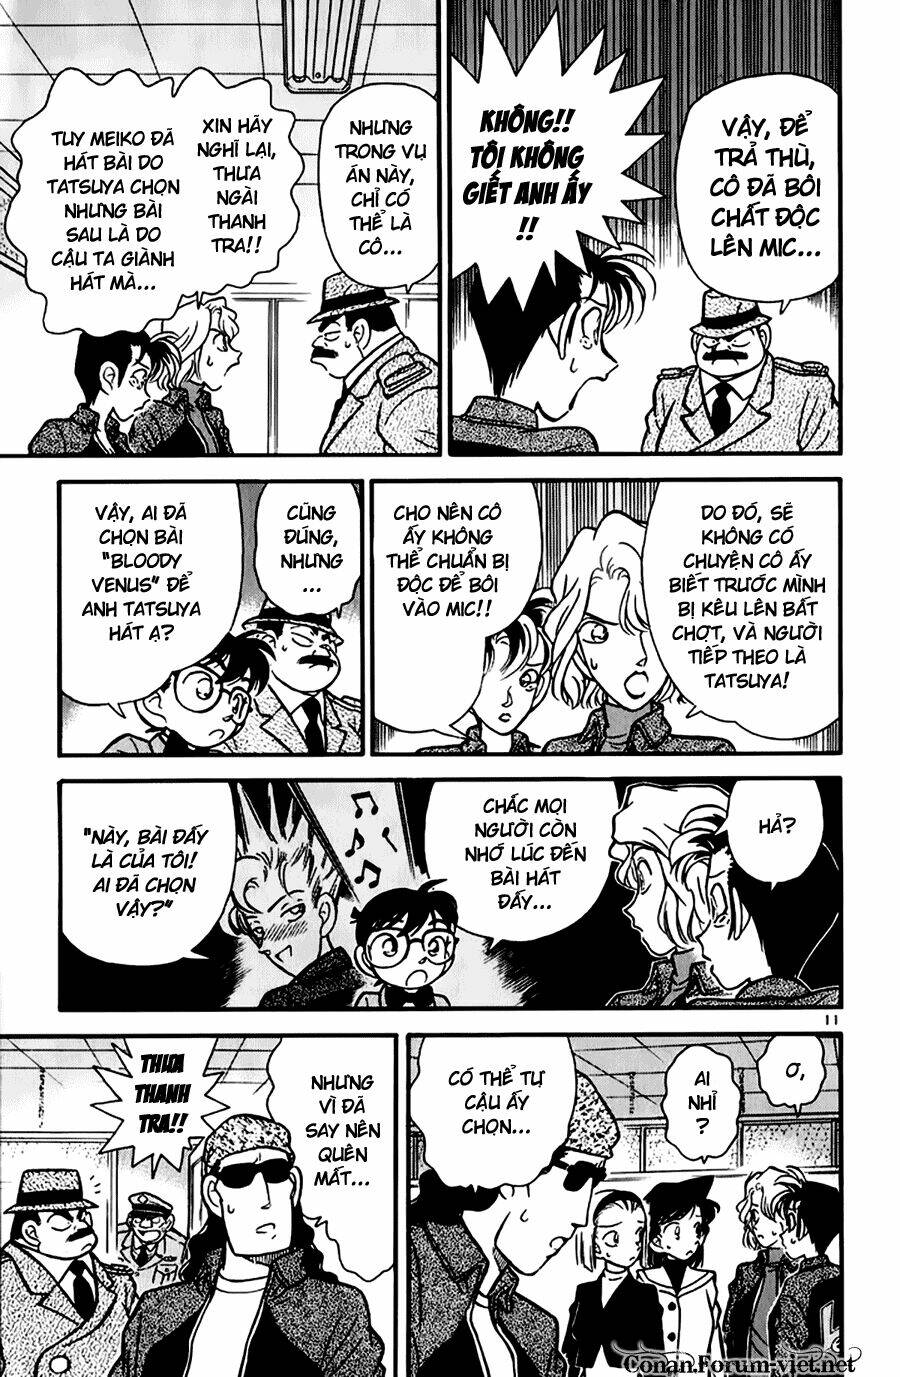 VẬY, ĐỂ
TRẢ THÙ,
CÔ ĐÃ BÔI
CHẤT ĐỘC
LÊN MIC...
KHÔNG!!
TÔI KHÔNG
GIẾT ANH ẤY
!!
NHƯNG
TRONG VỤ
ÁN NÀY,
CHỈ CÓ
THỂ LÀ
CÔ...
XIN HÃY
NGHĨ LẠI,
THƯA
NGÀI
THANH
TRA!!
TUY MEIKO ĐÃ
HÁT BÀI DO
TATSUYA CHỌN
NHƯNG BÀI
SAU LÀ DO
CẬU TA GIÀNH
HÁT MÀ...
DO ĐÓ, SẼ
KHÔNG CÓ
CHUYỆN CÔ ẤY
BIẾT TRƯỚC MÌNH
BỊ KÊU LÊN BẤT
CHỢT, VÀ NGƯỜI
TIẾP THEO LÀ
TATSUYA!
CHO NÊN CÔ
ẤY KHÔNG
THỂ CHUẨN BỊ
ĐỘC ĐỂ BÔI
VÀO MIC!!
CŨNG
ĐÚNG,
NHƯNG
...
VẬY, AI ĐÃ
CHỌN BÀI
"BLOODY
VENUS" ĐỂ
ANH TATSUYA
HÁT Ạ?
HẢ?
CHẮC MỌI
NGƯỜI CÒN
NHỚ LÚC ĐẾN
BÀI HÁT
ĐẤY...
"NÀY, BÀI ĐẤY
LÀ CỦA TÔI!
AI ĐÃ CHỌN
VẬY?"
11
Ơ,
AI
NHỈ
?
CÓ THỂ TỰ
CẬU ẤY
CHỌN...
NHƯNG
VÌ ĐÃ
SAY NÊN
QUÊN
MẤT.
THƯA
THANH
TRA!!
Conan.Forum-viet.net